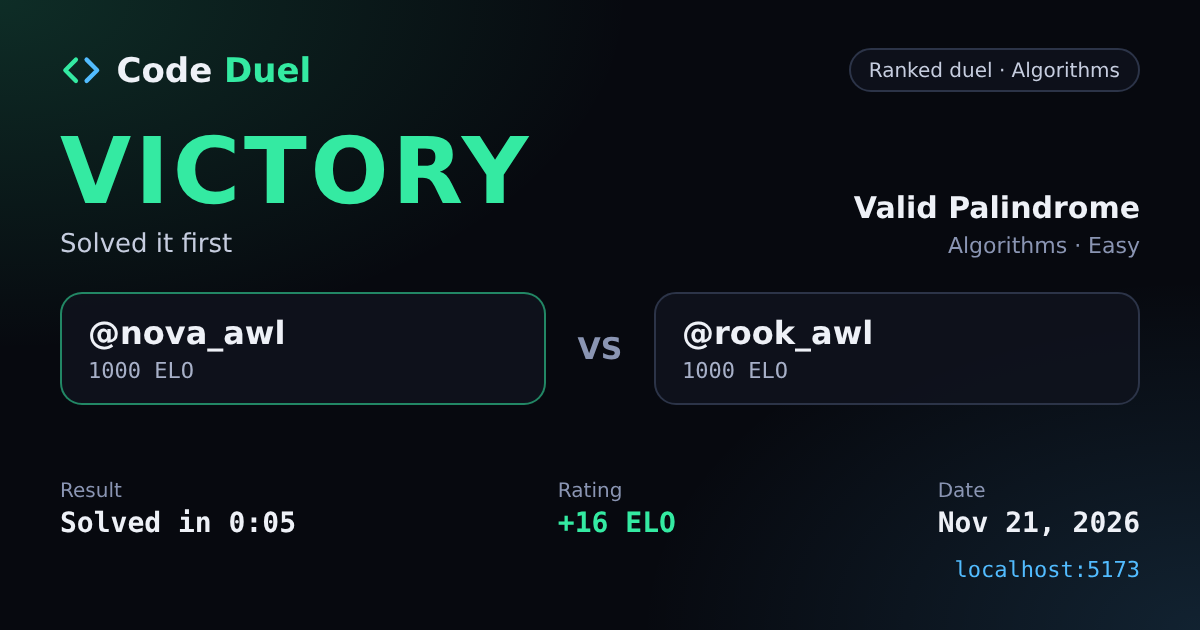 Code Duel
Ranked duel · Algorithms
VICTORY
Solved it first
Valid Palindrome
Algorithms · Easy
@nova_awl
1000 ELO
VS
@rook_awl
1000 ELO
Result
Solved in 0:05
Rating
+16 ELO
Date
Nov 21, 2026
localhost:5173